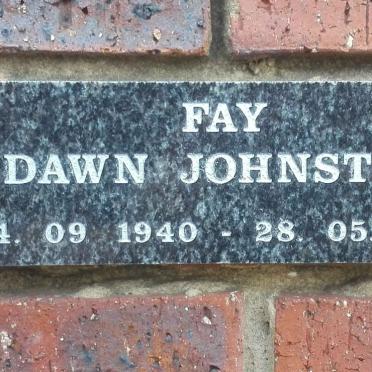 FAY
DAWN JOHNST
4. 09 1940 - 28. 05